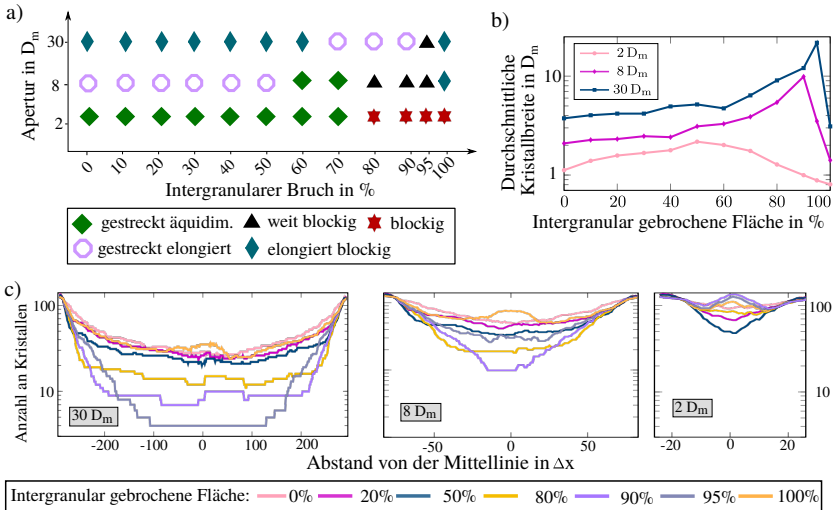 a)
Apertur in Dm
30
8
2
0 10 20 30 40 50 60 70 80 90 95 100
Intergranularer Bruch in %
gestreckt äquidim.
weit blockig
blockig
gestreckt elongiert
elongiert blockig
b)
Durchschnittliche
Kristallbreite in Dm
10
1
2 Dm
8 Dm
30 Dm
0 20 40 60 80 100
Intergranular gebrochene Fläche in %
c)
Anzahl an Kristallen
100
10
30 Dm
-200 -100 0 100 200
8 Dm
-50 0 50
2 Dm
100
10
-20 0 20
Abstand von der Mittellinie in Δx
Intergranular gebrochene Fläche: 0% 20% 50% 80% 90% 95% 100%